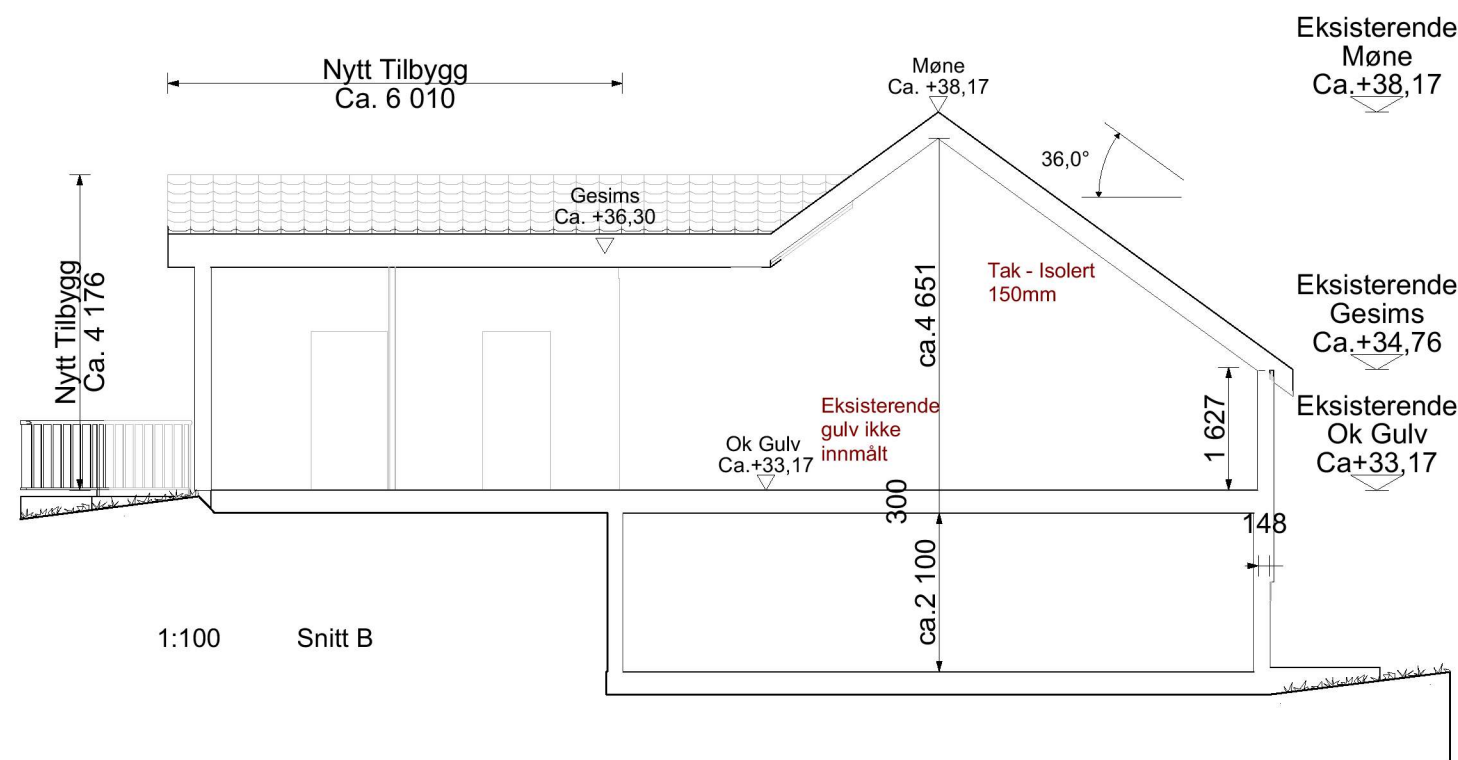 Eksisterende
Møne
Ca.+38,17
Nytt Tilbygg
Ca. 6 010
Møne
Ca. +38,17
36,0°
Gesims
Ca. +36,30
Nytt Tilbygg
Ca. 4 176
ca.4 651
Tak - Isolert
150mm
Eksisterende
Gesims
Ca.+34,76
Eksisterende
gulv ikke
innmålt
1 627
Eksisterende
Ok Gulv
Ca+33,17
Ok Gulv
Ca.+33,17
300
148
ca.2 100
1:100
Snitt B